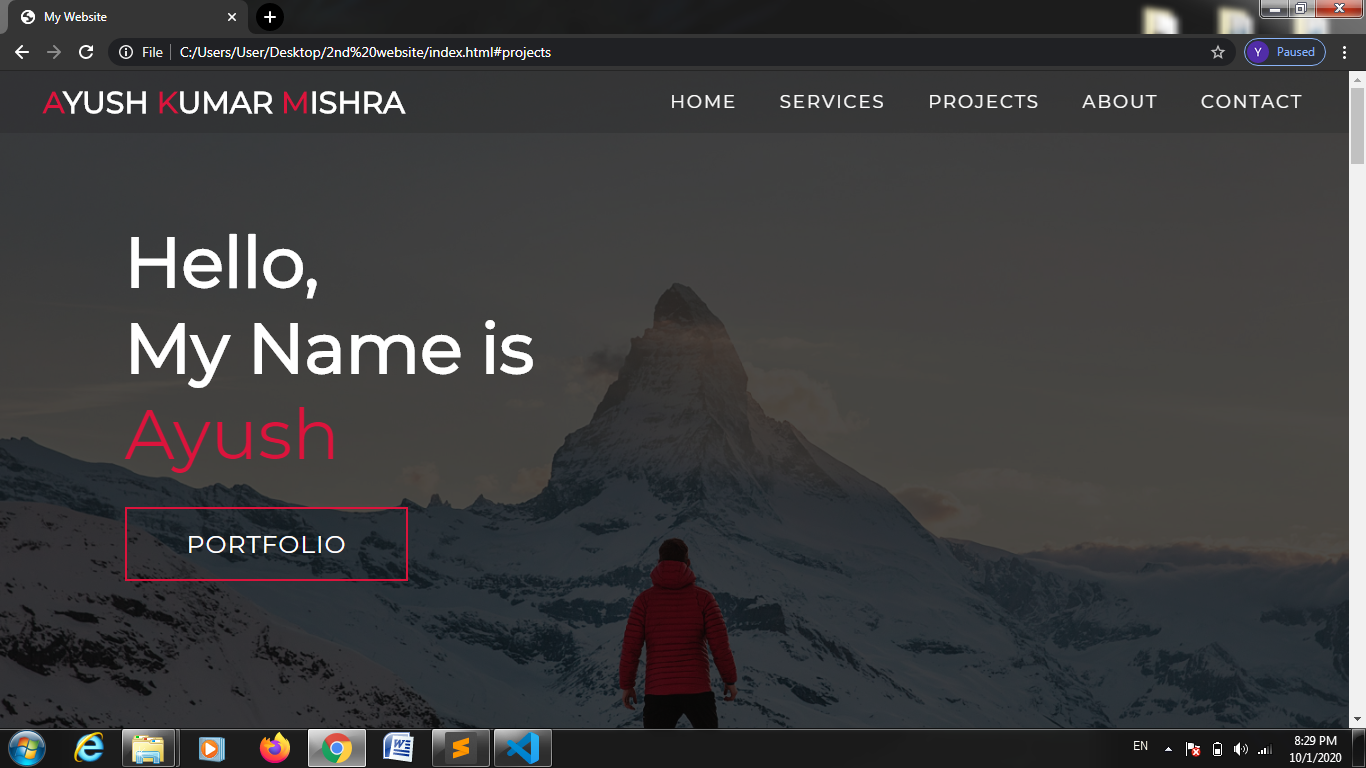 My Website
File C:/Users/User/Desktop/2nd%20website/index.html#projects
Y Paused
AYUSH KUMAR MISHRA
HOME SERVICES PROJECTS ABOUT CONTACT
Hello,
My Name is
Ayush
PORTFOLIO
EN
8:29 PM
10/1/2020